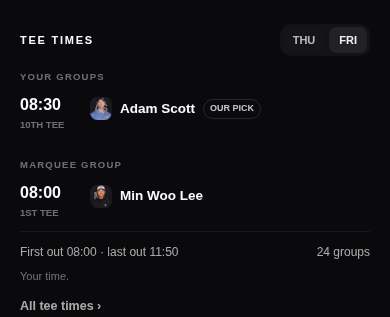 TEE TIMES
THU FRI
YOUR GROUPS
08:30 Adam Scott OUR PICK
10TH TEE
MARQUEE GROUP
08:00 Min Woo Lee
1ST TEE
First out 08:00 · last out 11:50 24 groups
Your time.
All tee times ›